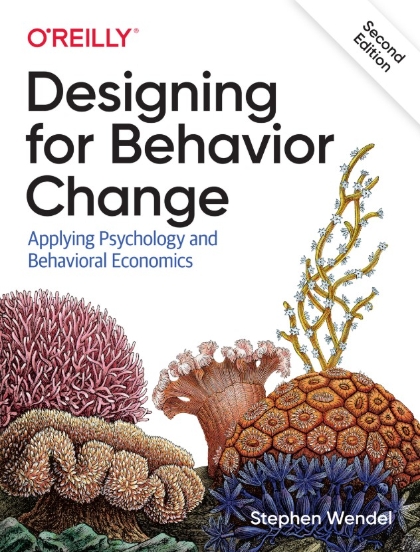 O'REILLY®
Second
Edition
Designing
for Behavior
Change
Applying Psychology and
Behavioral Economics
Stephen Wendel